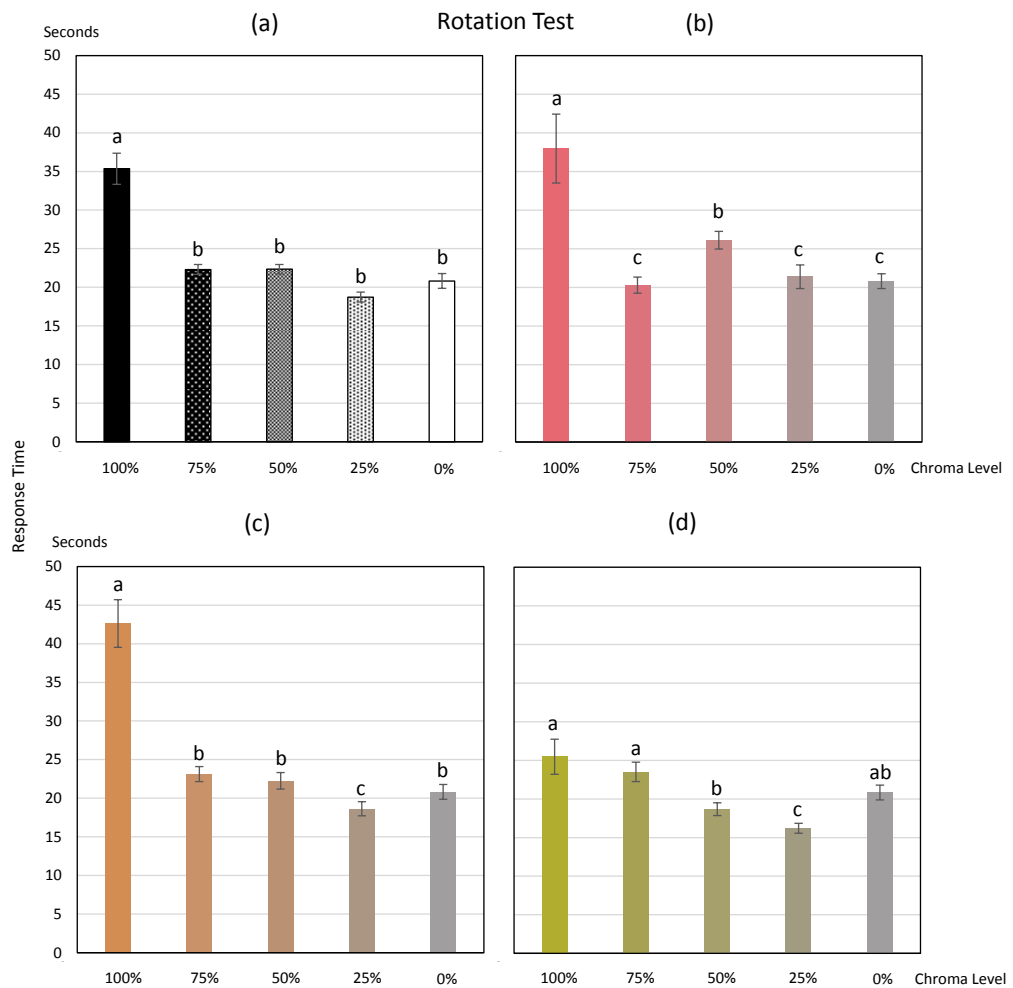 (a) Rotation Test (b)
Seconds
50
45
40
35
30
25
20
15
10
5
0
a
b
b
b
b
a
c
b
c
c
100% 75% 50% 25% 0% 100% 75% 50% 25% 0% Chroma Level
Response Time
(c) (d)
Seconds
50
45
40
35
30
25
20
15
10
5
0
a
b
b
c
b
a
a
b
c
ab
100% 75% 50% 25% 0% 100% 75% 50% 25% 0% Chroma Level